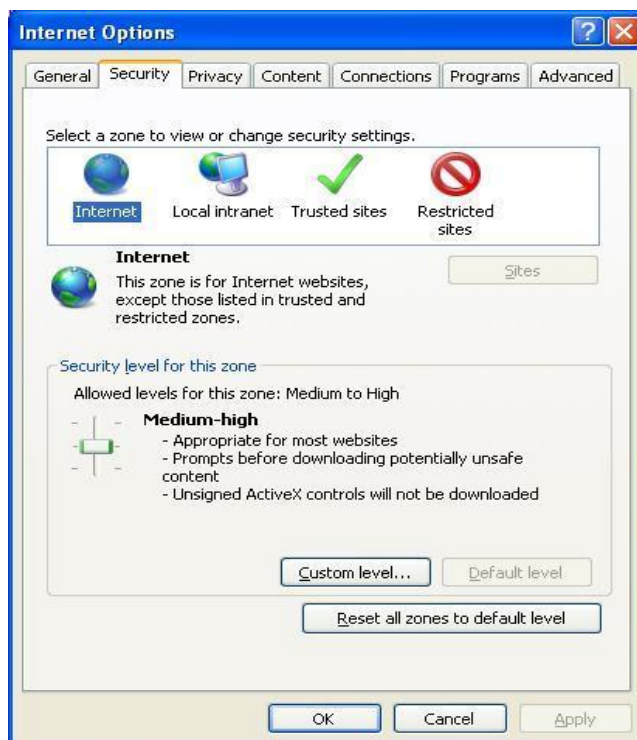 Internet Options
General Security Privacy Content Connections Programs Advanced
Select a zone to view or change security settings.
Internet Local intranet Trusted sites Restricted
sites
Internet
Sites
This zone is for Internet websites,
except those listed in trusted and
restricted zones.
Security level for this zone
Allowed levels for this zone: Medium to High
Medium-high
- Appropriate for most websites
- Prompts before downloading potentially unsafe
content
- Unsigned ActiveX controls will not be downloaded
Custom level... Default level
Reset all zones to default level
OK Cancel Apply